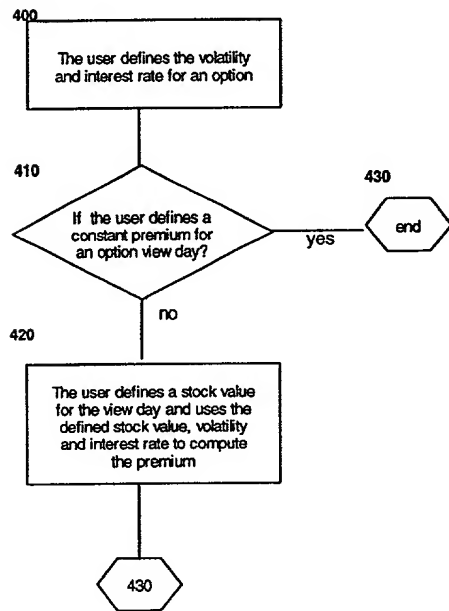 400
The user defines the volatility
and interest rate for an option
410
If the user defines a
constant premium for
an option view day?
yes
430
end
no
420
The user defines a stock value
for the view day and uses the
defined stock value, volatility
and interest rate to compute
the premium
430